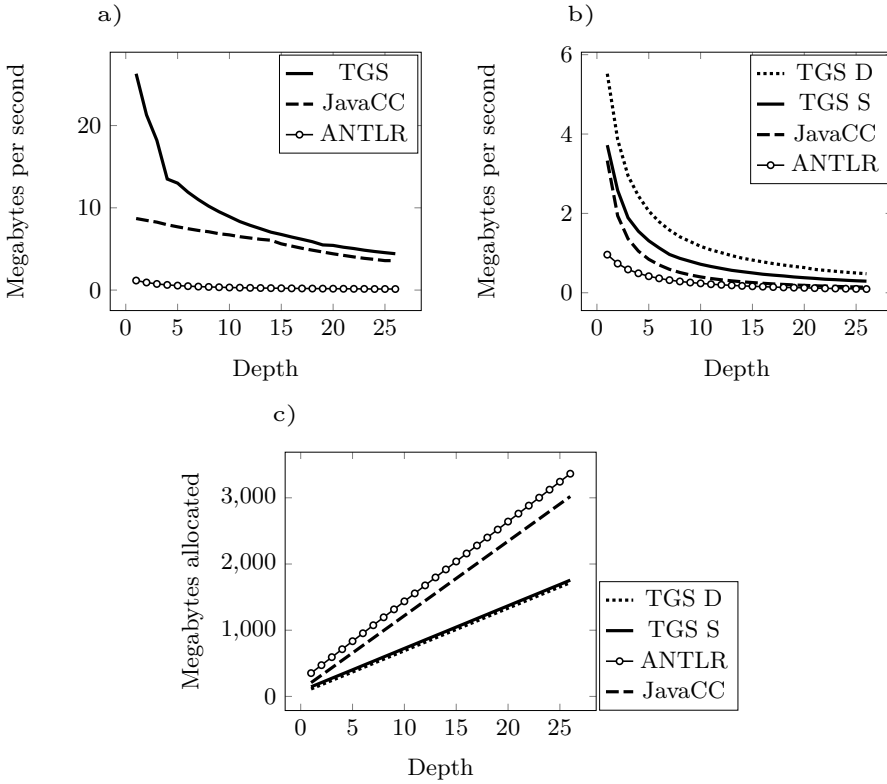 a)
Megabytes per second
20
10
0
TGS
JavaCC
ANTLR
0 5 10 15 20 25
Depth
b)
Megabytes per second
6
4
2
0
TGS D
TGS S
JavaCC
ANTLR
0 5 10 15 20 25
Depth
c)
Megabytes allocated
3,000
2,000
1,000
0
TGS D
TGS S
ANTLR
JavaCC
0 5 10 15 20 25
Depth